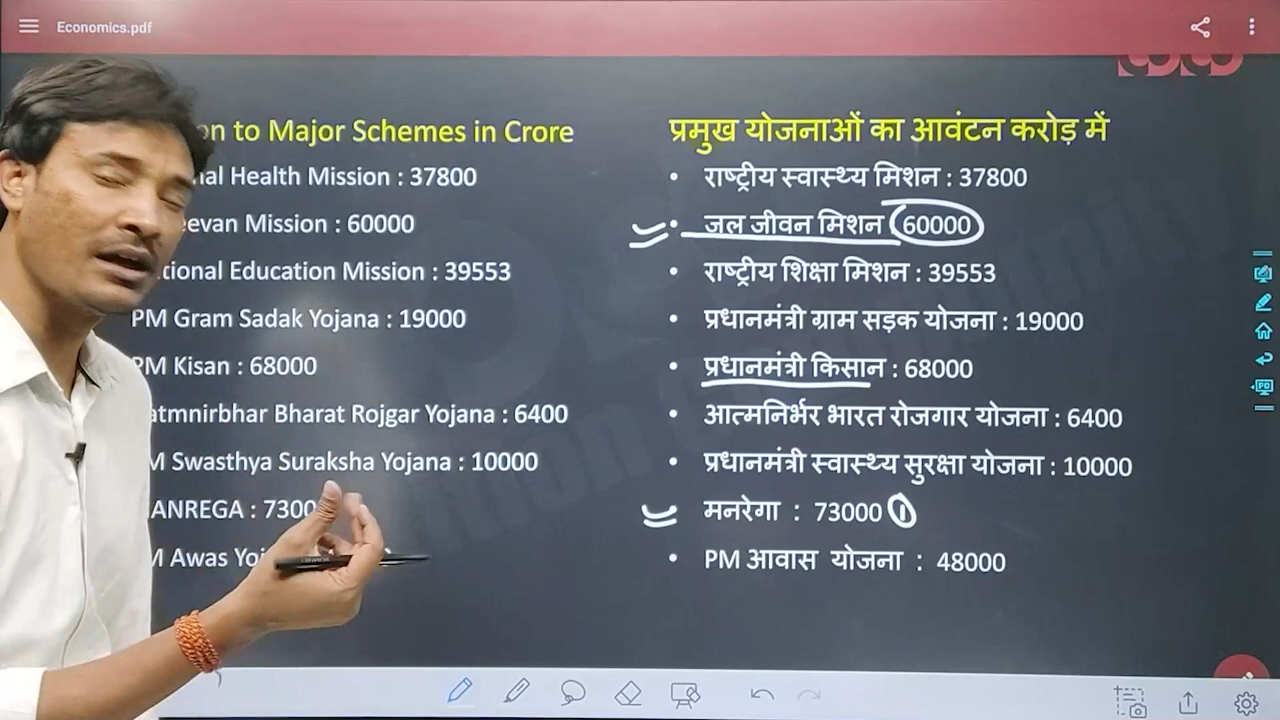 Economics.pdf
on to Major Schemes in Crore
nal Health Mission : 37800
eevan Mission : 60000
tional Education Mission : 39553
PM Gram Sadak Yojana : 19000
PM Kisan : 68000
atmnirbhar Bharat Rojgar Yojana : 6400
M Swasthya Suraksha Yojana : 10000
ANREGA : 7300
M Awas Yoj
प्रमुख योजनाओं का आवंटन करोड़ में
• राष्ट्रीय स्वास्थ्य मिशन : 37800
• जल जीवन मिशन 60000
• राष्ट्रीय शिक्षा मिशन : 39553
• प्रधानमंत्री ग्राम सड़क योजना : 19000
• प्रधानमंत्री किसान : 68000
• आत्मनिर्भर भारत रोजगार योजना : 6400
• प्रधानमंत्री स्वास्थ्य सुरक्षा योजना : 10000
मनरेगा : 73000 1
• PM आवास योजना : 48000